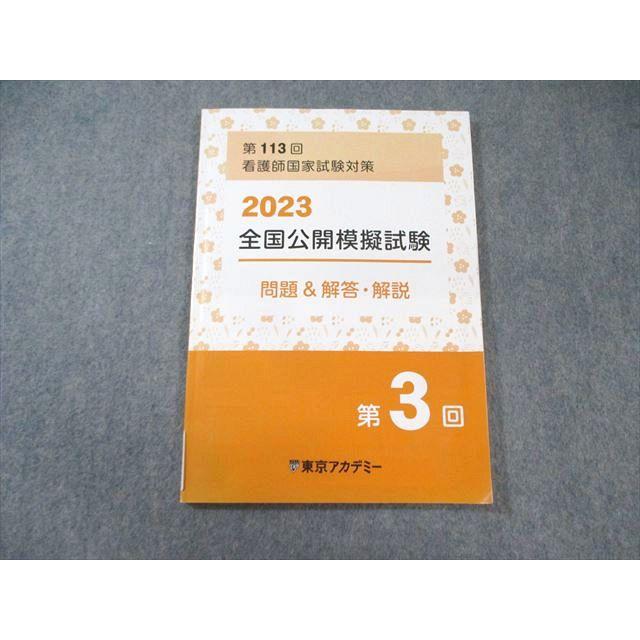 第113回
看護師国家試験対策
2023
全国公開模擬試験
問題&解答・解説
第3回
東京アカデミー